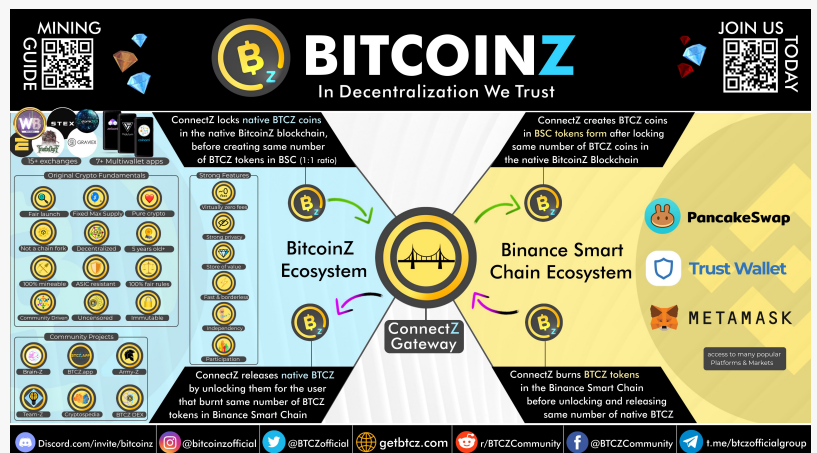 MINING
GUIDE
BITCOINZ
In Decentralization We Trust
JOIN US
TODAY
WB
STEX
GRAVIEX
15+ exchanges
7+ Multiwallet apps
ConnectZ locks native BTCZ coins
in the native BitcoinZ blockchain,
before creating same number
of BTCZ tokens in BSC (1:1 ratio)
ConnectZ creates BTCZ coins
in BSC tokens form after locking
same number of BTCZ coins in
the native BitcoinZ Blockchain
Original Crypto Fundamentals
Fair launch
Fixed Max Supply
Pure crypto
Not a chain fork
Decentralized
5 years old+
100% mineable
ASIC resistant
100% fair rules
Community Driven
Uncensored
Immutable
Strong Features
Virtually zero fees
Strong privacy
Store of value
Fast & borderless
Independency
Participation
Community Projects
Brain-Z
BTCZ.app
Army-Z
Team-Z
Cryptospedia
BTCZ DEX
BitcoinZ
Ecosystem
ConnectZ
Gateway
Binance Smart
Chain Ecosystem
PancakeSwap
Trust Wallet
METAMASK
access to many popular
Platforms & Markets
ConnectZ releases native BTCZ
by unlocking them for the user
that burnt same number of BTCZ
tokens in Binance Smart Chain
ConnectZ burns BTCZ tokens
in the Binance Smart Chain
before unlocking and releasing
same number of native BTCZ
Discord.com/invite/bitcoinz
@bitcoinzofficial
@BTCZofficial
getbtcz.com
r/BTCZCommunity
@BTCZCommunity
t.me/btczofficialgroup